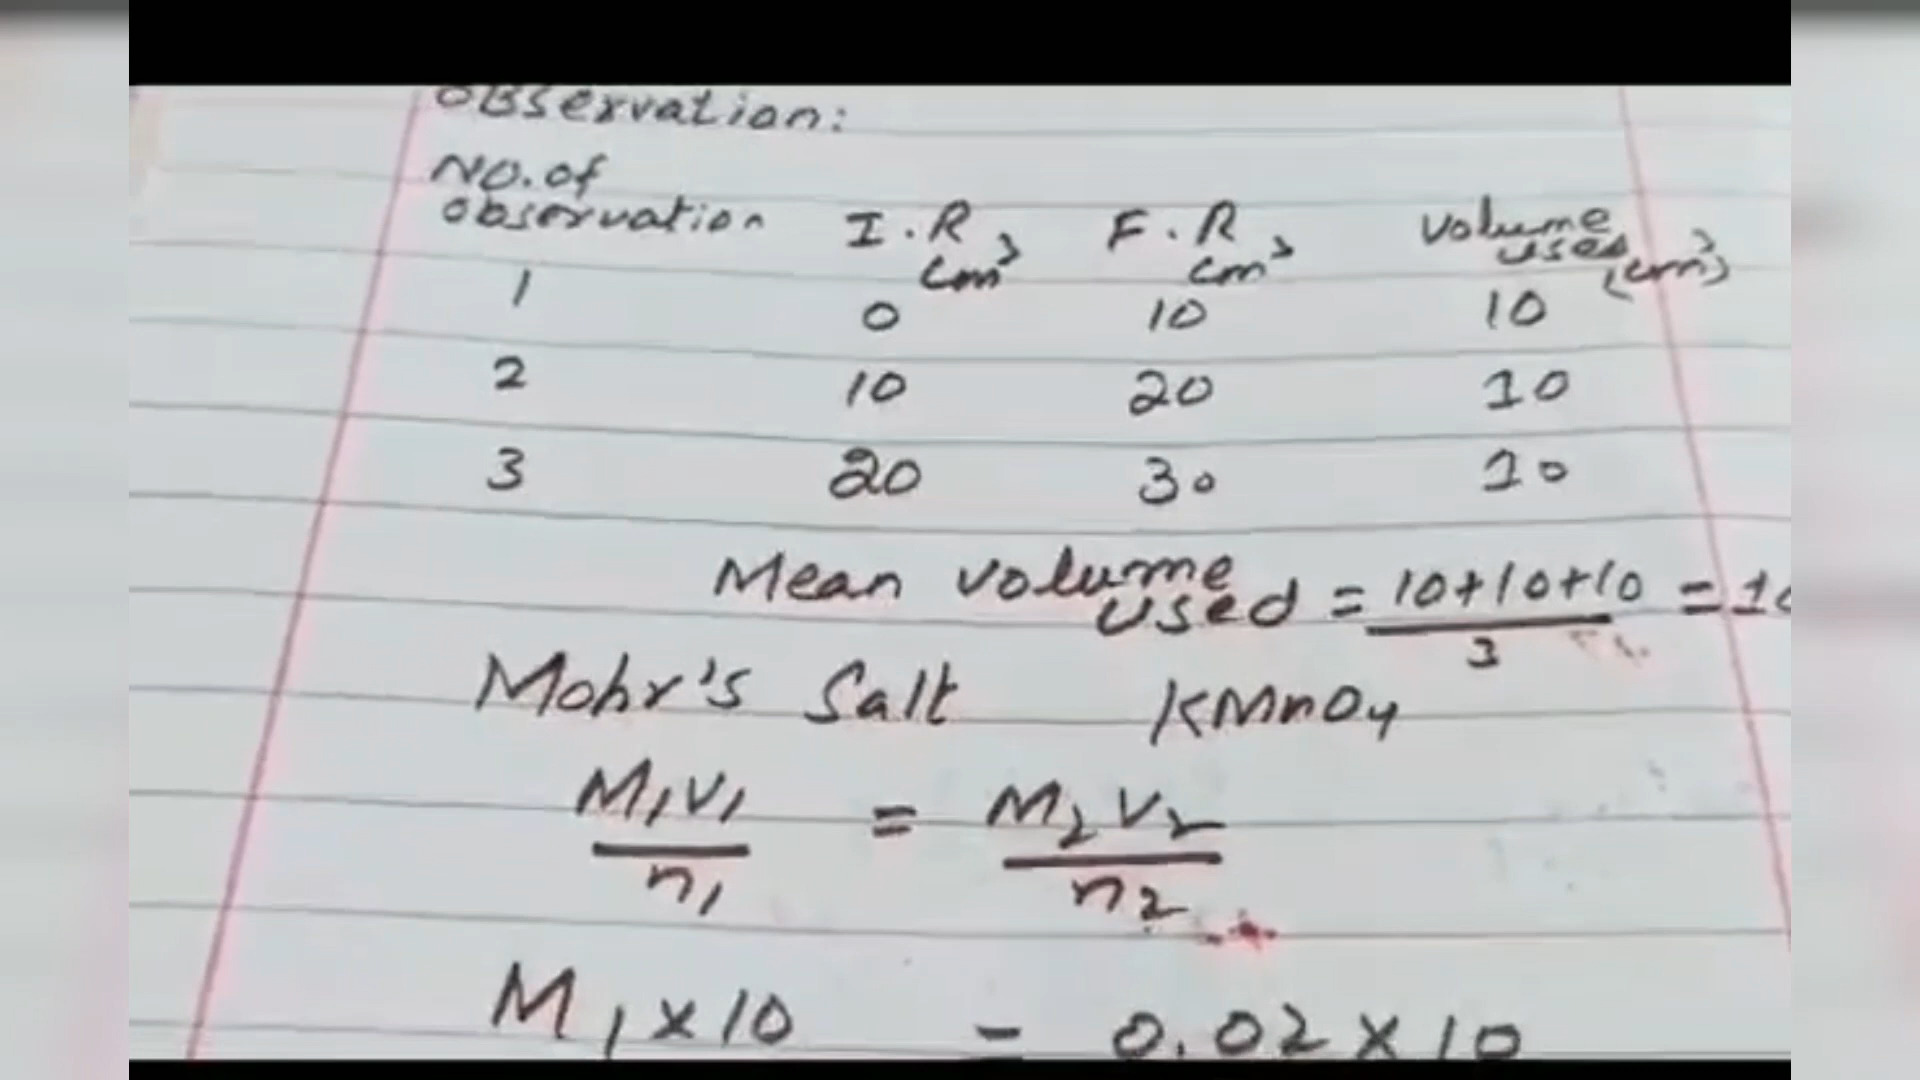 Observation:
No. of
observation I.R cm³ F.R cm³ Volume used (cm³)
1 0 10 10
2 10 20 10
3 20 30 10
Mean volume used = 10+10+10 / 3 = 10
Mohr's Salt KMnO4
M₁V₁ / n₁ = M₂V₂ / n₂
M₁ x 10 = 0.02 x 10